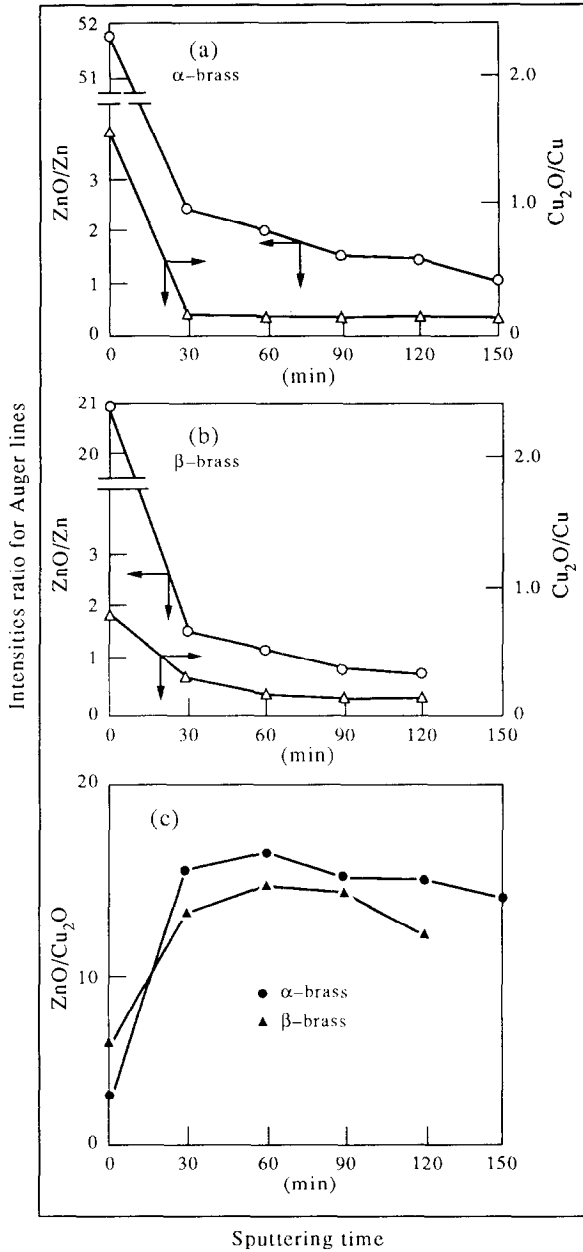 Intensities ratio for Auger lines
(a)
α-brass
ZnO/Zn
52
51
3
2
1
0
Cu₂O/Cu
2.0
1.0
0
0 30 60 90 120 150
(min)
(b)
β-brass
ZnO/Zn
21
20
3
2
1
0
Cu₂O/Cu
2.0
1.0
0.0
0 30 60 90 120 150
(min)
(c)
ZnO/Cu₂O
20
10
0
α-brass
β-brass
0 30 60 90 120 150
(min)
Sputtering time